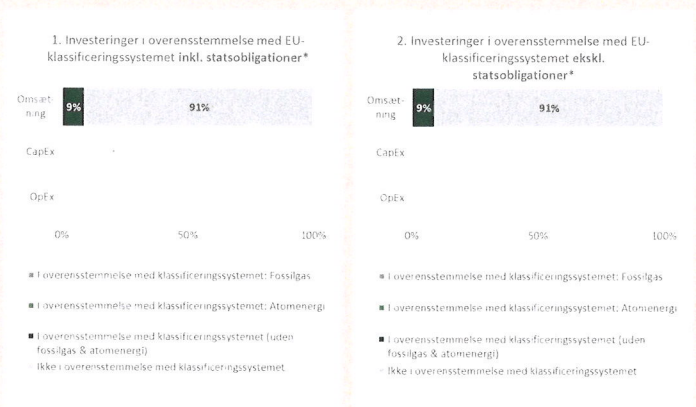 1. Investeringer i overensstemmelse med EU-
klassificeringssystemet inkl. statsobligationer*
Omsæt-
ning
9%
91%
CapEx
OpEx
0%
50%
100%
I overensstemmelse med klassificeringssystemet: Fossilgas
I overensstemmelse med klassificeringssystemet: Atomenergi
I overensstemmelse med klassificeringssystemet (uden
fossilgas & atomenergi)
Ikke i overensstemmelse med klassificeringssystemet
2. Investeringer i overensstemmelse med EU-
klassificeringssystemet ekskl.
statsobligationer*
Omsæt-
ning
9%
91%
CapEx
OpEx
0%
50%
100%
I overensstemmelse med klassificeringssystemet: Fossilgas
I overensstemmelse med klassificeringssystemet: Atomenergi
I overensstemmelse med klassificeringssystemet (uden
fossilgas & atomenergi)
Ikke i overensstemmelse med klassificeringssystemet